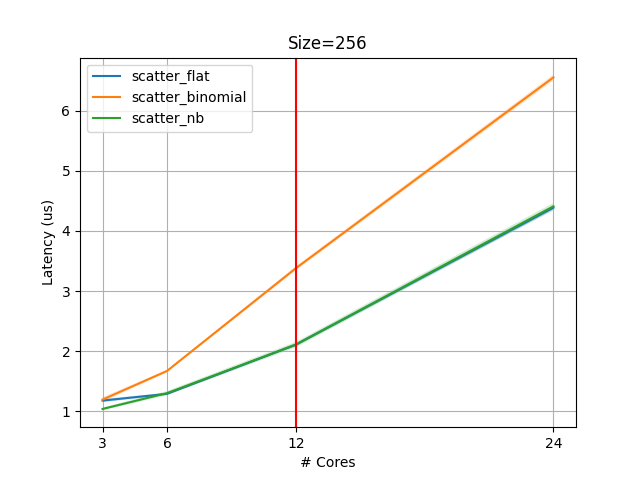 Size=256
scatter_flat
scatter_binomial
scatter_nb
Latency (us)
6
5
4
3
2
1
3 6 12 24
# Cores